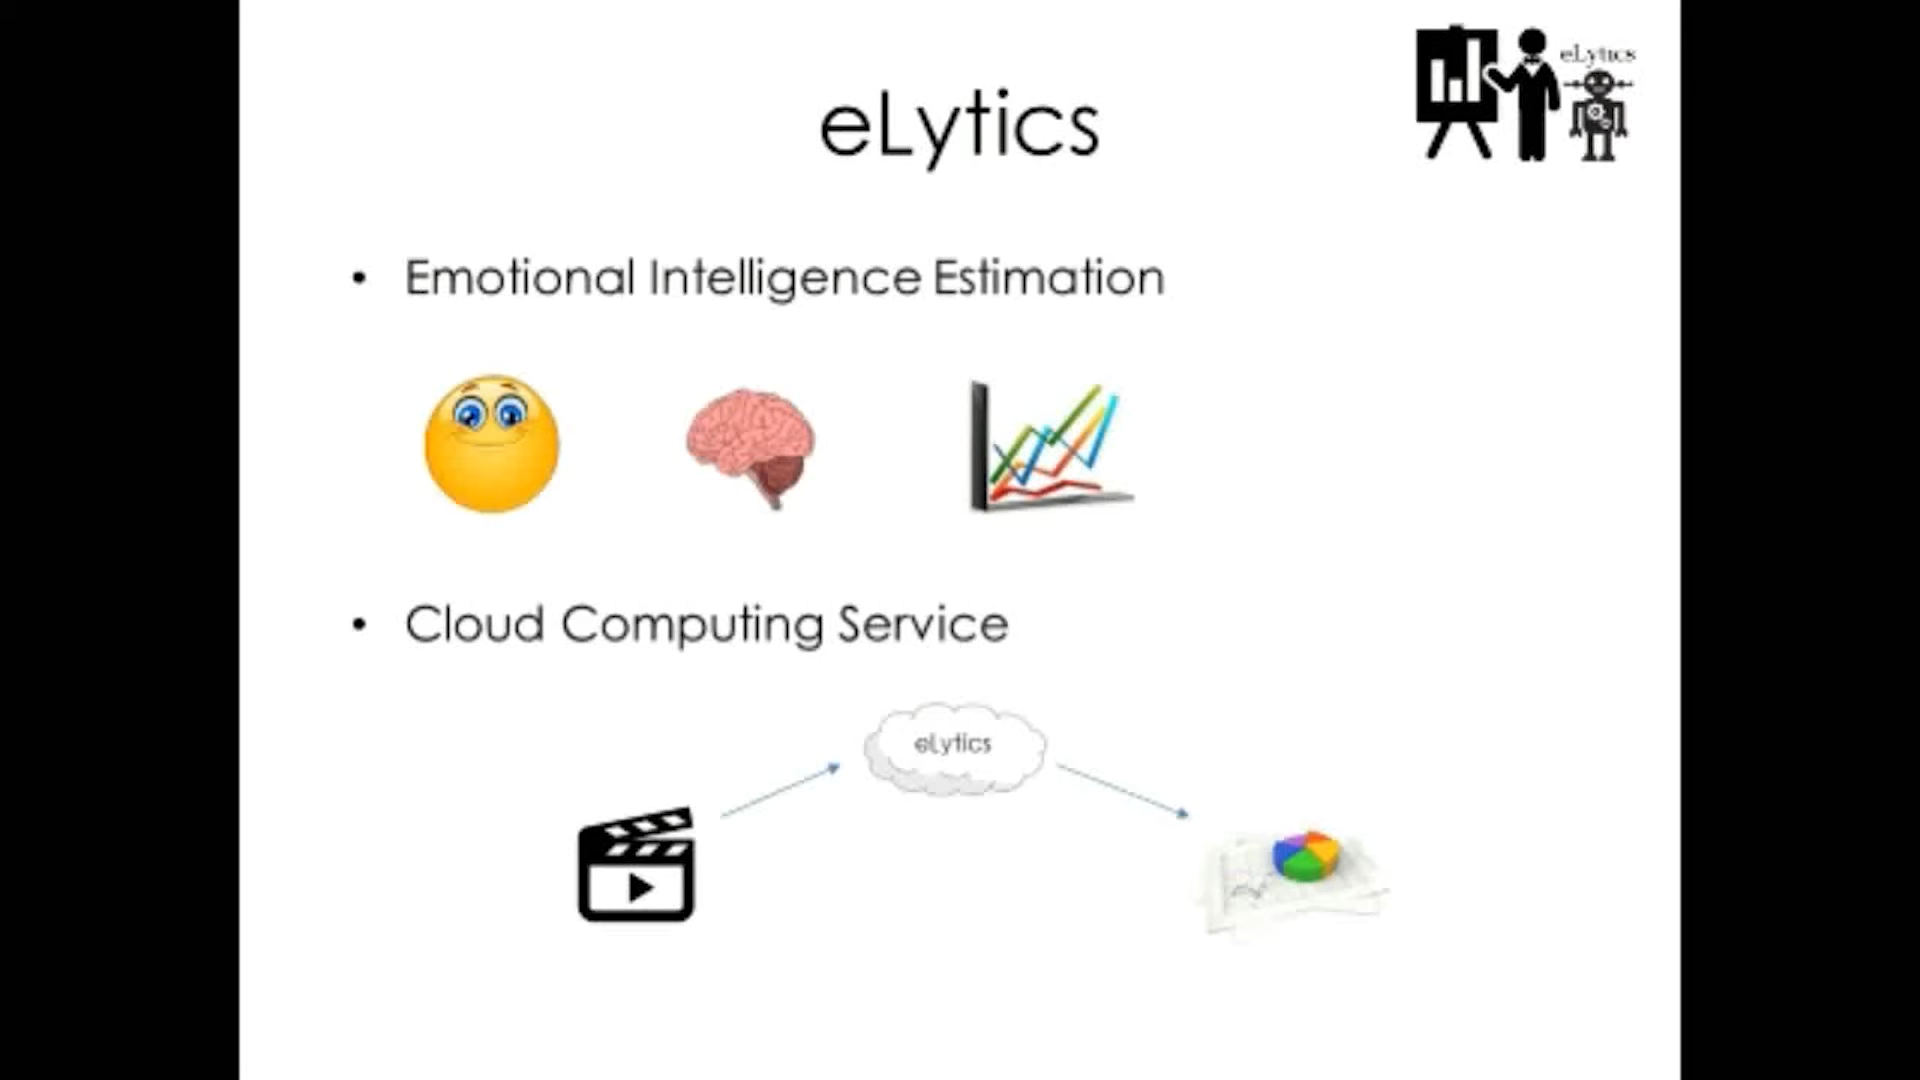 eLytics
eLytics
• Emotional Intelligence Estimation
• Cloud Computing Service
eLytics